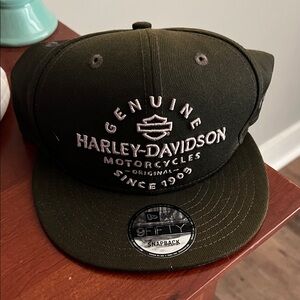 GENUINE
HARLEY-DAVIDSON
MOTORCYCLES
-ORIGINAL-
SINCE 1903
9FIFTY
SNAPBACK